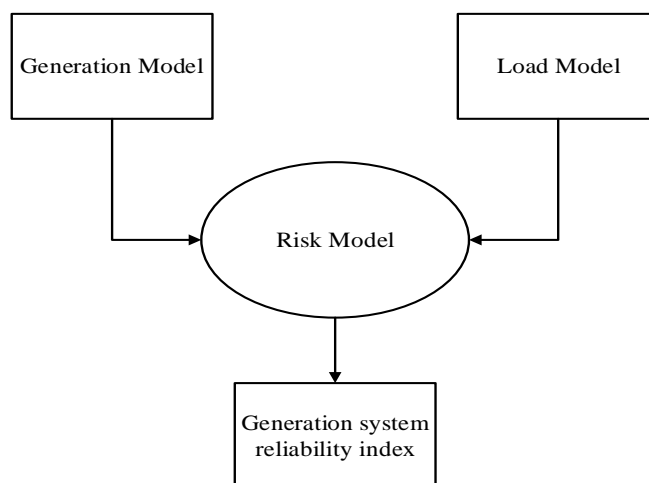 Generation Model
Load Model
Risk Model
Generation system
reliability index